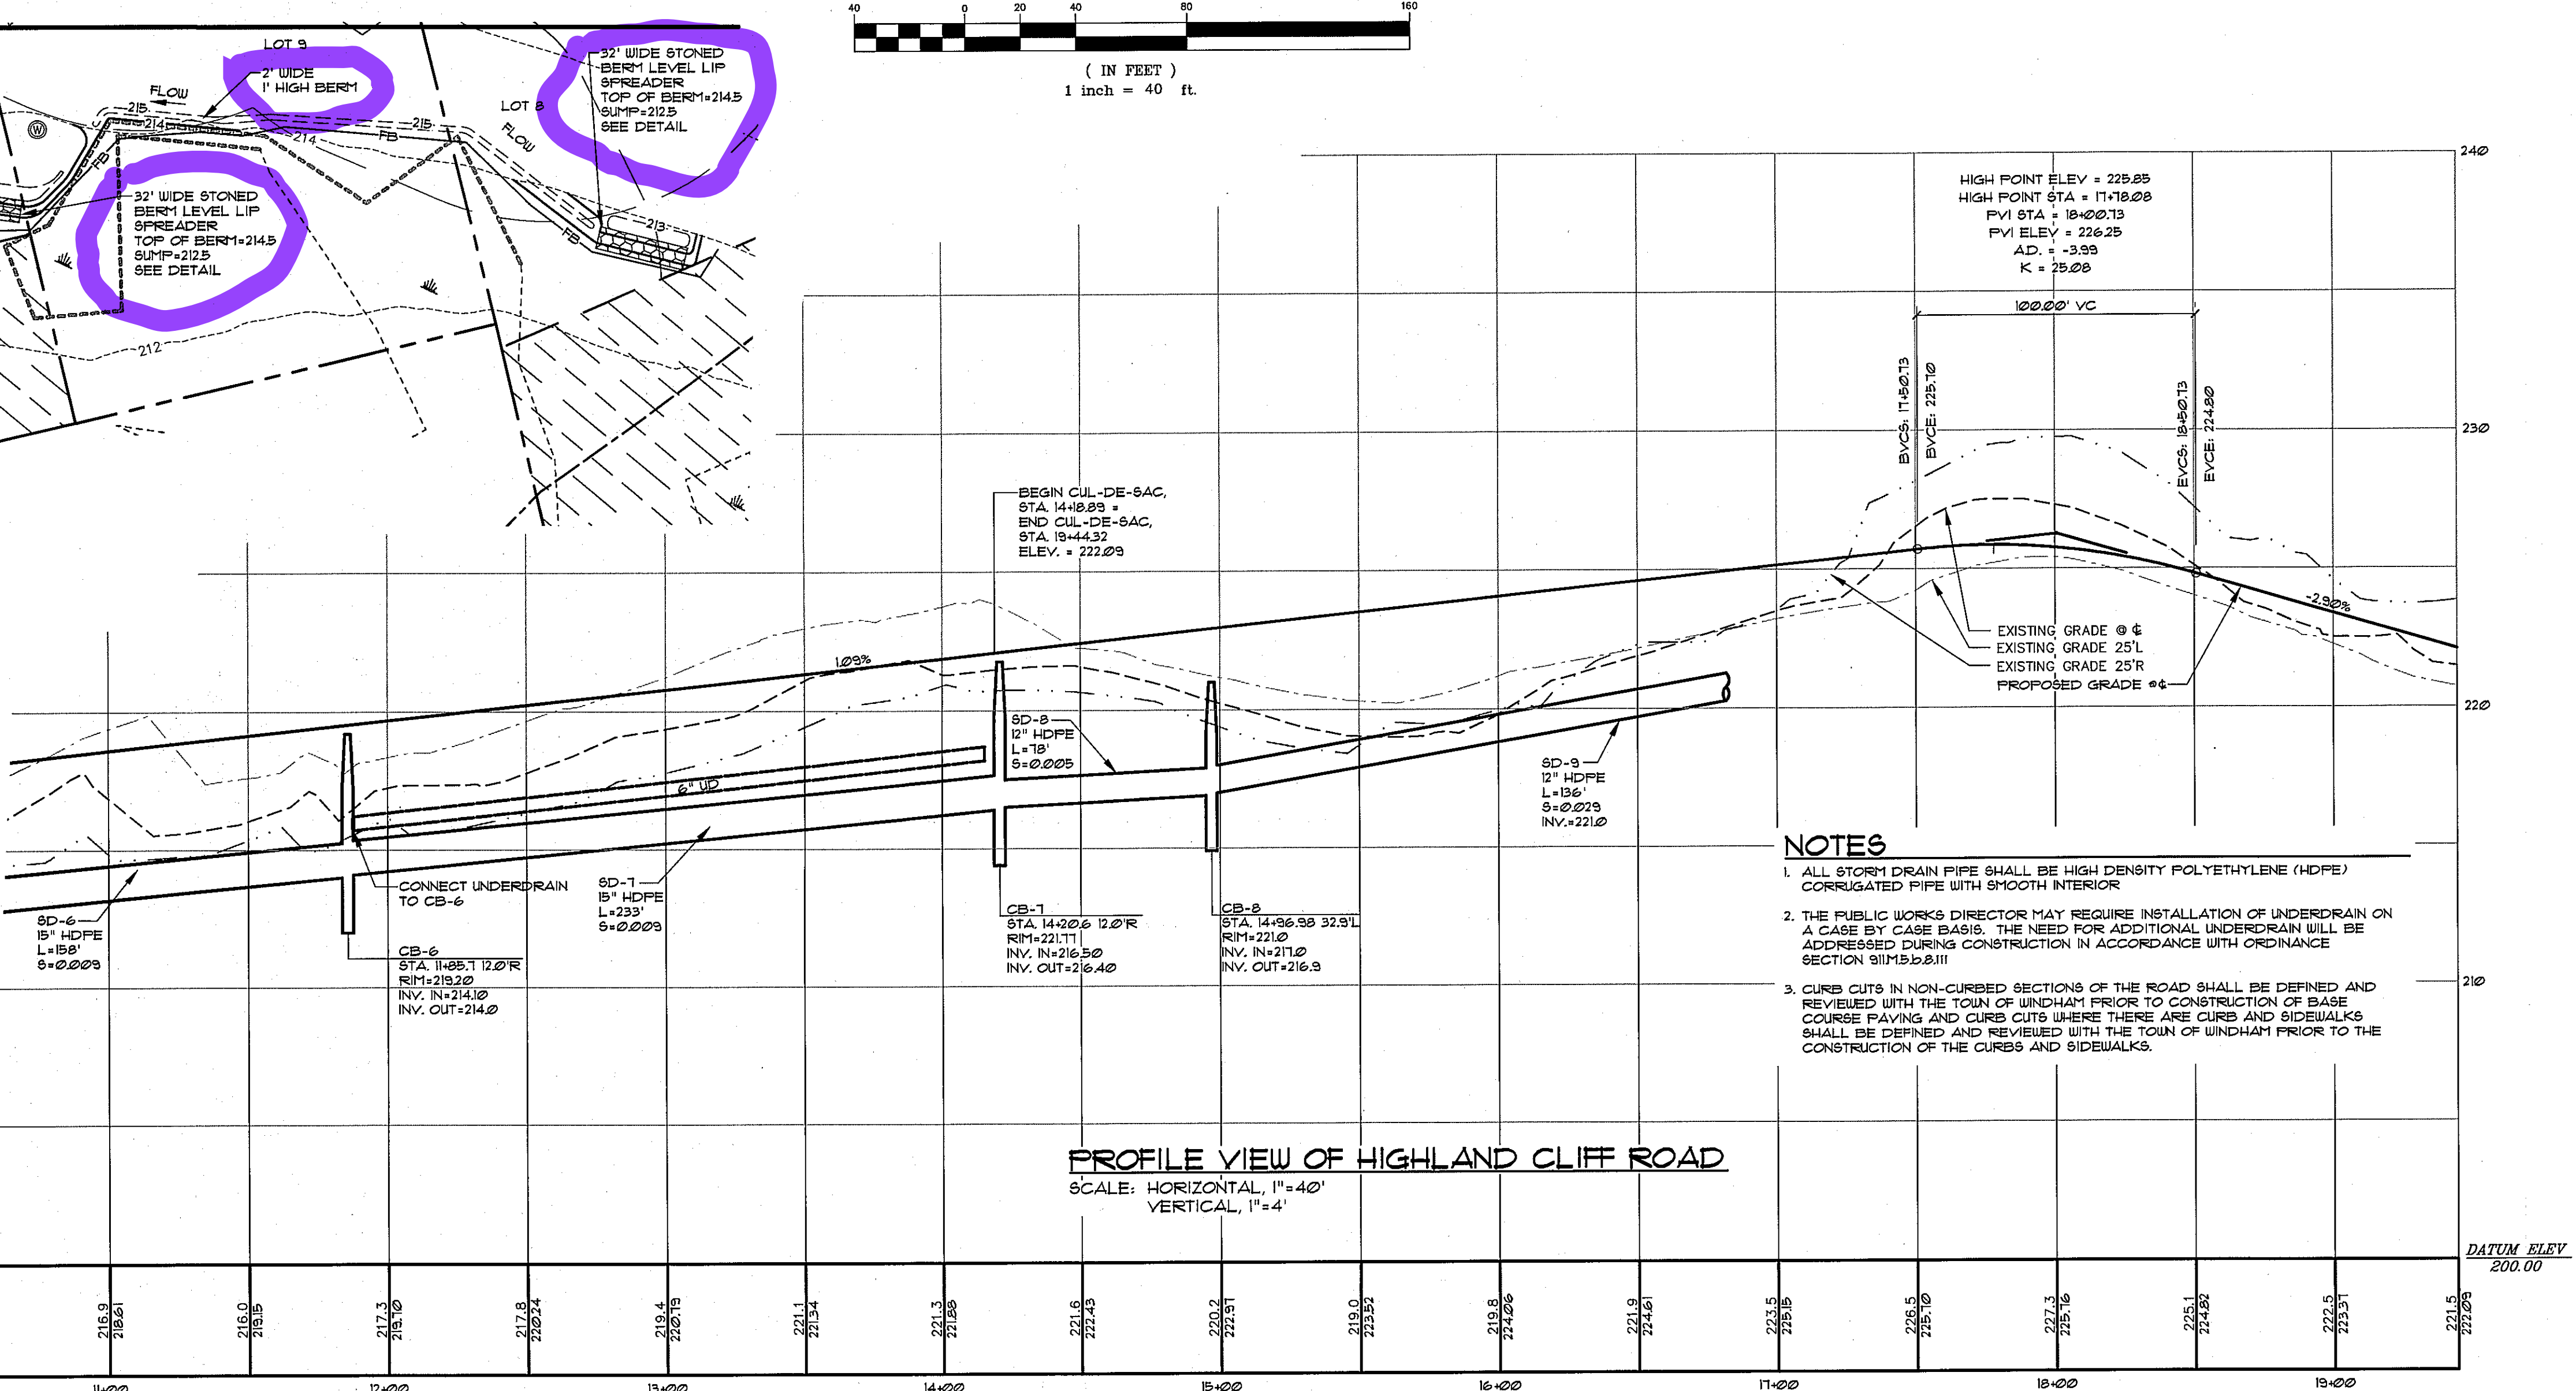 40 0 20 40 80 160
( IN FEET )
1 inch = 40 ft.
LOT 9
2' WIDE
1' HIGH BERM
FLOW
215
214
214
FB
215
FB
LOT 8
FLOW
32' WIDE STONED
BERM LEVEL LIP
SPREADER
TOP OF BERM=214.5
SUMP=212.5
SEE DETAIL
W
32' WIDE STONED
BERM LEVEL LIP
SPREADER
TOP OF BERM=214.5
SUMP=212.5
SEE DETAIL
213
FB
212
240
HIGH POINT ELEV = 225.85
HIGH POINT STA = 17+78.08
PVI STA = 18+00.73
PVI ELEV = 226.25
A.D. = -3.99
K = 25.08
100.00' VC
BVCS: 17+50.73
BVCE: 225.70
EVCS: 18+50.73
EVCE: 224.80
230
BEGIN CUL-DE-SAC,
STA. 14+18.89 =
END CUL-DE-SAC,
STA. 19+44.32
ELEV. = 222.09
1.09%
-2.90%
EXISTING GRADE @ ℄
EXISTING GRADE 25'L
EXISTING GRADE 25'R
PROPOSED GRADE @℄
220
SD-8
12" HDPE
L=78'
S=0.005
6" UD
SD-9
12" HDPE
L=136'
S=0.029
INV.=221.0
CONNECT UNDERDRAIN
TO CB-6
SD-7
15" HDPE
L=233'
S=0.009
SD-6
15" HDPE
L=158'
S=0.009
CB-6
STA. 11+85.7 12.0'R
RIM=219.20
INV. IN=214.10
INV. OUT=214.0
CB-7
STA. 14+20.6 12.0'R
RIM=221.77
INV. IN=216.50
INV. OUT=216.40
CB-8
STA. 14+96.98 32.9'L
RIM=221.0
INV. IN=217.0
INV. OUT=216.9
NOTES
1. ALL STORM DRAIN PIPE SHALL BE HIGH DENSITY POLYETHYLENE (HDPE)
CORRUGATED PIPE WITH SMOOTH INTERIOR
2. THE PUBLIC WORKS DIRECTOR MAY REQUIRE INSTALLATION OF UNDERDRAIN ON
A CASE BY CASE BASIS. THE NEED FOR ADDITIONAL UNDERDRAIN WILL BE
ADDRESSED DURING CONSTRUCTION IN ACCORDANCE WITH ORDINANCE
SECTION 911.M.5.b.8.111
3. CURB CUTS IN NON-CURBED SECTIONS OF THE ROAD SHALL BE DEFINED AND
REVIEWED WITH THE TOWN OF WINDHAM PRIOR TO CONSTRUCTION OF BASE
COURSE PAVING AND CURB CUTS WHERE THERE ARE CURB AND SIDEWALKS
SHALL BE DEFINED AND REVIEWED WITH THE TOWN OF WINDHAM PRIOR TO THE
CONSTRUCTION OF THE CURBS AND SIDEWALKS.
210
PROFILE VIEW OF HIGHLAND CLIFF ROAD
SCALE: HORIZONTAL, 1"=40'
VERTICAL, 1"=4'
DATUM ELEV
200.00
216.9
218.61
216.0
219.15
217.3
219.70
217.8
220.24
219.4
220.79
221.1
221.34
221.3
221.88
221.6
222.43
220.2
222.97
219.0
223.52
219.8
224.06
221.9
224.61
223.5
225.15
226.5
225.70
227.3
225.76
225.1
224.82
222.5
223.37
221.5
222.09
11+00 12+00 13+00 14+00 15+00 16+00 17+00 18+00 19+00